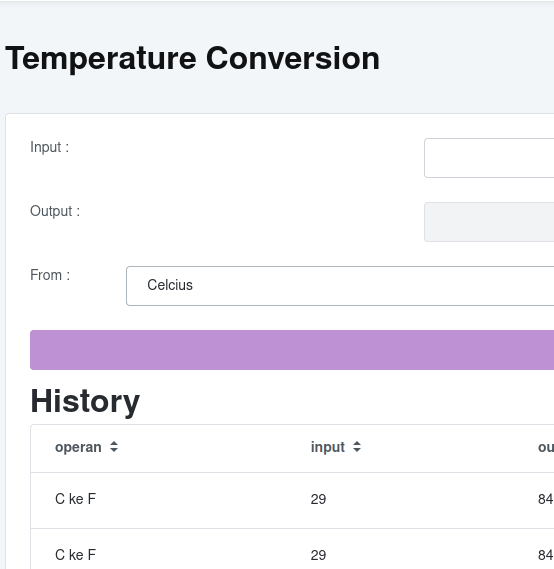 Temperature Conversion
Input :
Output :
From : Celcius
History
operan input ou
C ke F 29 84
C ke F 29 84